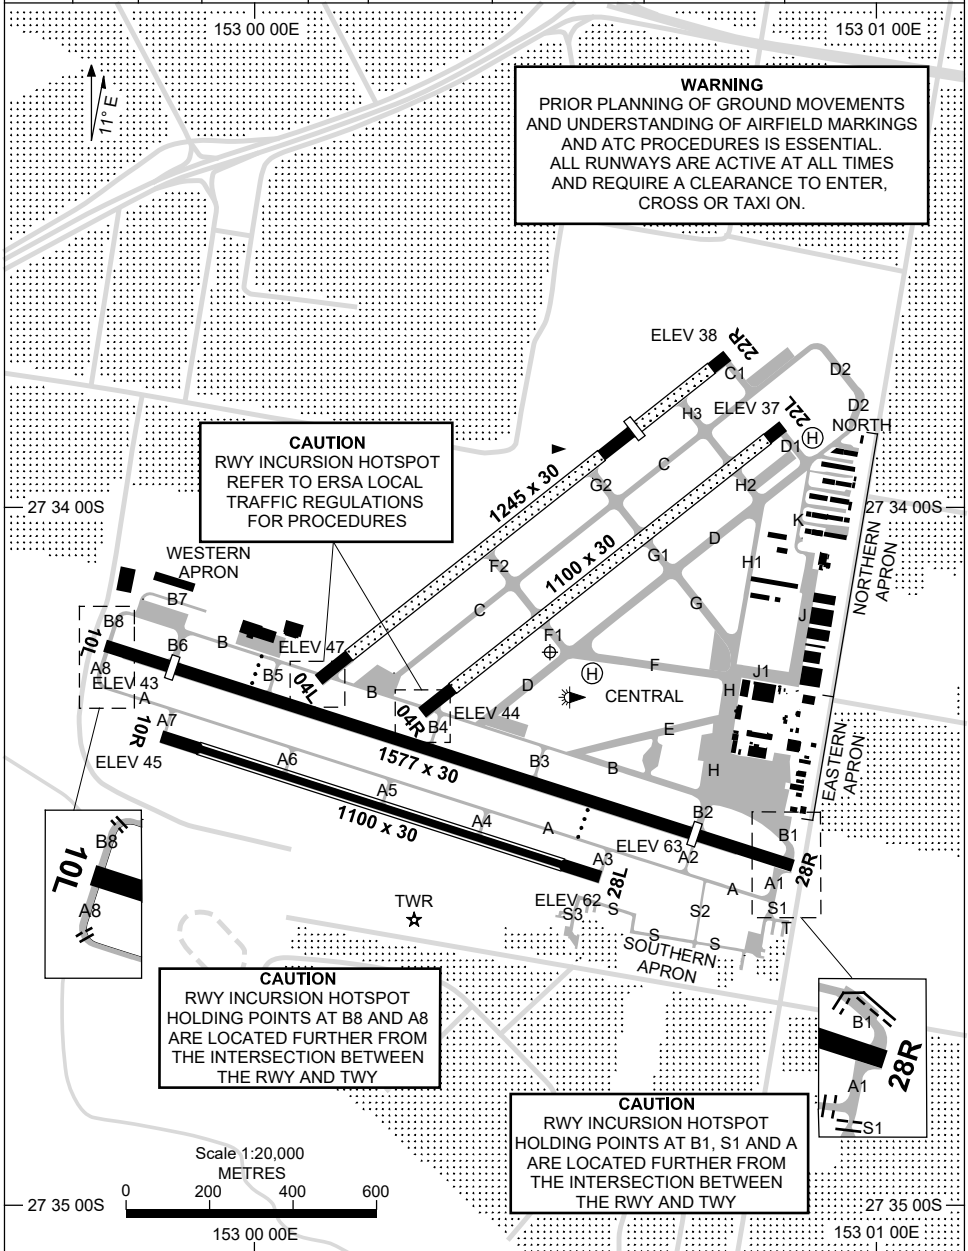 153 00 00E
153 01 00E
11° E
WARNING
PRIOR PLANNING OF GROUND MOVEMENTS
AND UNDERSTANDING OF AIRFIELD MARKINGS
AND ATC PROCEDURES IS ESSENTIAL.
ALL RUNWAYS ARE ACTIVE AT ALL TIMES
AND REQUIRE A CLEARANCE TO ENTER,
CROSS OR TAXI ON.
ELEV 38
22R
C1
D2
H3
ELEV 37
22L
D2
NORTH
H
D1
CAUTION
RWY INCURSION HOTSPOT
REFER TO ERSA LOCAL
TRAFFIC REGULATIONS
FOR PROCEDURES
C
G2
H2
1245 x 30
27 34 00S
27 34 00S
K
D
WESTERN
APRON
1100 x 30
G1
H1
NORTHERN
APRON
F2
B7
C
G
J
B8
F1
10L
B6
B
ELEV 47
F
J1
A8
ELEV 43
B5
H
B
04L
D
H
CENTRAL
A
04R
ELEV 44
A7
B4
E
10R
ELEV 45
A6
1577 x 30
B3
B
H
EASTERN
APRON
A5
1100 x 30
A4
A
B2
B1
B8
ELEV 63
A2
A3
28R
10L
28L
A
A1
A8
TWR
ELEV 62
S3
S
S2
S1
T
S
S
SOUTHERN
APRON
CAUTION
RWY INCURSION HOTSPOT
HOLDING POINTS AT B8 AND A8
ARE LOCATED FURTHER FROM
THE INTERSECTION BETWEEN
THE RWY AND TWY
B1
28R
A1
S1
CAUTION
RWY INCURSION HOTSPOT
HOLDING POINTS AT B1, S1 AND A
ARE LOCATED FURTHER FROM
THE INTERSECTION BETWEEN
THE RWY AND TWY
Scale 1:20,000
METRES
0 200 400 600
27 35 00S
27 35 00S
153 00 00E
153 01 00E